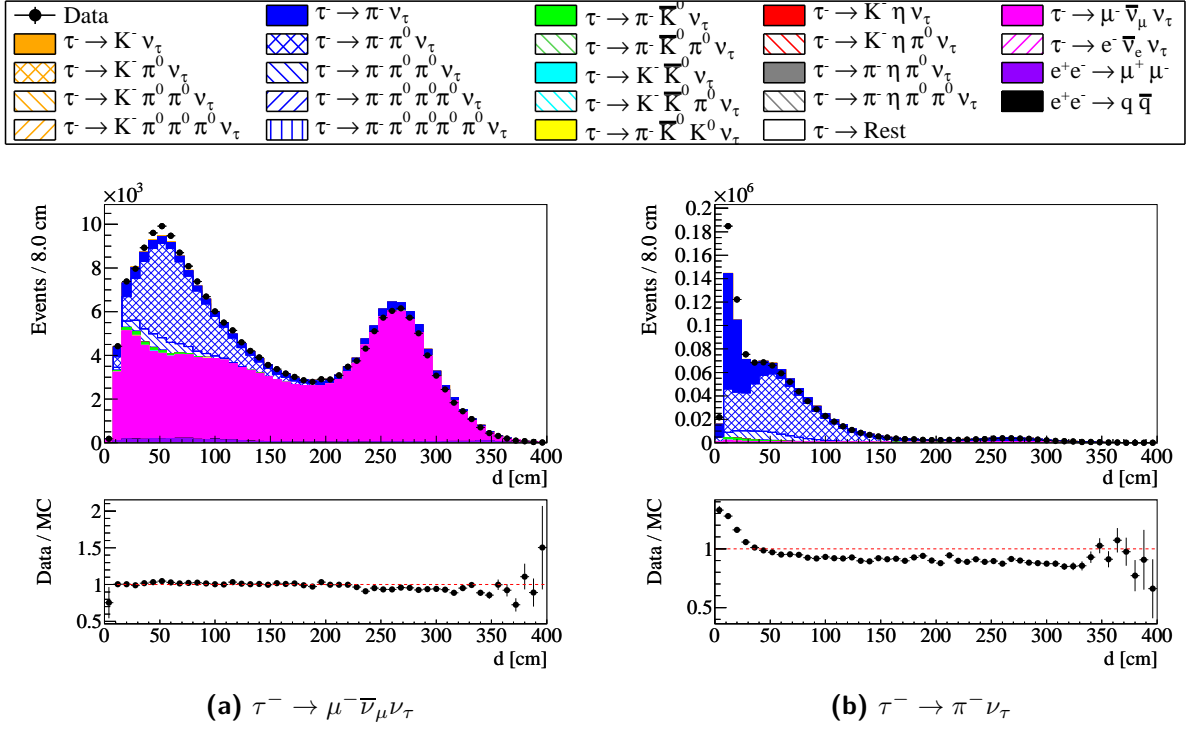 Data
τ⁻ → K⁻ ν_τ
τ⁻ → K⁻ π⁰ ν_τ
τ⁻ → K⁻ π⁰ π⁰ ν_τ
τ⁻ → K⁻ π⁰ π⁰ π⁰ ν_τ
τ⁻ → π⁻ ν_τ
τ⁻ → π⁻ π⁰ ν_τ
τ⁻ → π⁻ π⁰ π⁰ ν_τ
τ⁻ → π⁻ π⁰ π⁰ π⁰ ν_τ
τ⁻ → π⁻ π⁰ π⁰ π⁰ π⁰ ν_τ
τ⁻ → π⁻ K̅⁰ ν_τ
τ⁻ → π⁻ K̅⁰ π⁰ ν_τ
τ⁻ → K⁻ K̅⁰ ν_τ
τ⁻ → K⁻ K̅⁰ π⁰ ν_τ
τ⁻ → π⁻ K̅⁰ K⁰ ν_τ
τ⁻ → K⁻ η ν_τ
τ⁻ → K⁻ η π⁰ ν_τ
τ⁻ → π⁻ η π⁰ ν_τ
τ⁻ → π⁻ η π⁰ π⁰ ν_τ
τ⁻ → Rest
τ⁻ → μ⁻ ν̅_μ ν_τ
τ⁻ → e⁻ ν̅_e ν_τ
e⁺e⁻ → μ⁺ μ⁻
e⁺e⁻ → q q̅
×10³
Events / 8.0 cm
10
8
6
4
2
0
0 50 100 150 200 250 300 350 400
d [cm]
Data / MC
2
1.5
1
0.5
0 50 100 150 200 250 300 350 400
d [cm]
(a) τ⁻ → μ⁻ν̅_μν_τ
×10⁶
Events / 8.0 cm
0.2
0.18
0.16
0.14
0.12
0.1
0.08
0.06
0.04
0.02
0
0 50 100 150 200 250 300 350 400
d [cm]
Data / MC
1
0.5
0 50 100 150 200 250 300 350 400
d [cm]
(b) τ⁻ → π⁻ν_τ